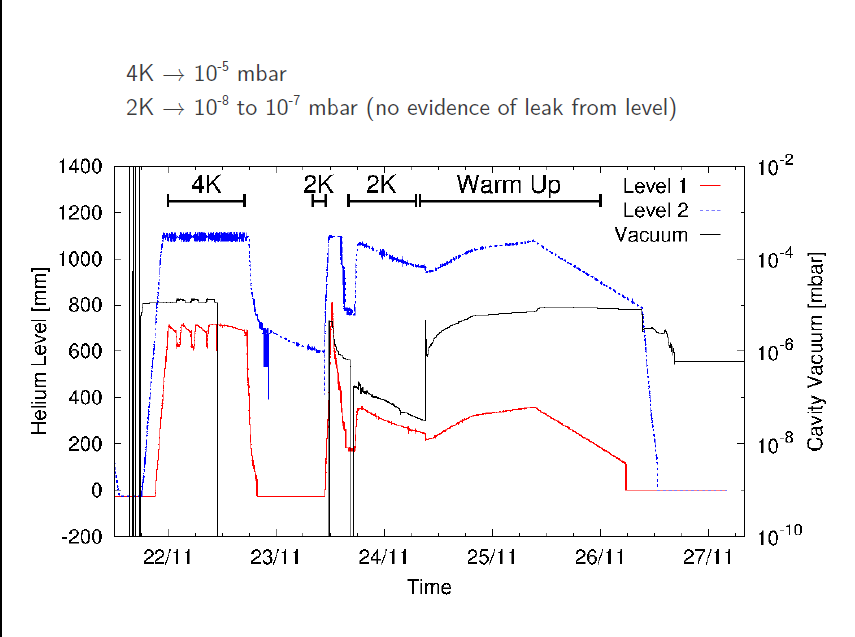 4K → 10⁻⁵ mbar
2K → 10⁻⁸ to 10⁻⁷ mbar (no evidence of leak from level)
1400
1200
1000
800
600
400
200
0
-200
Helium Level [mm]
4K
2K
2K
Warm Up
Level 1
Level 2
Vacuum
10⁻²
10⁻⁴
10⁻⁶
10⁻⁸
10⁻¹⁰
Cavity Vacuum [mbar]
22/11 23/11 24/11 25/11 26/11 27/11
Time